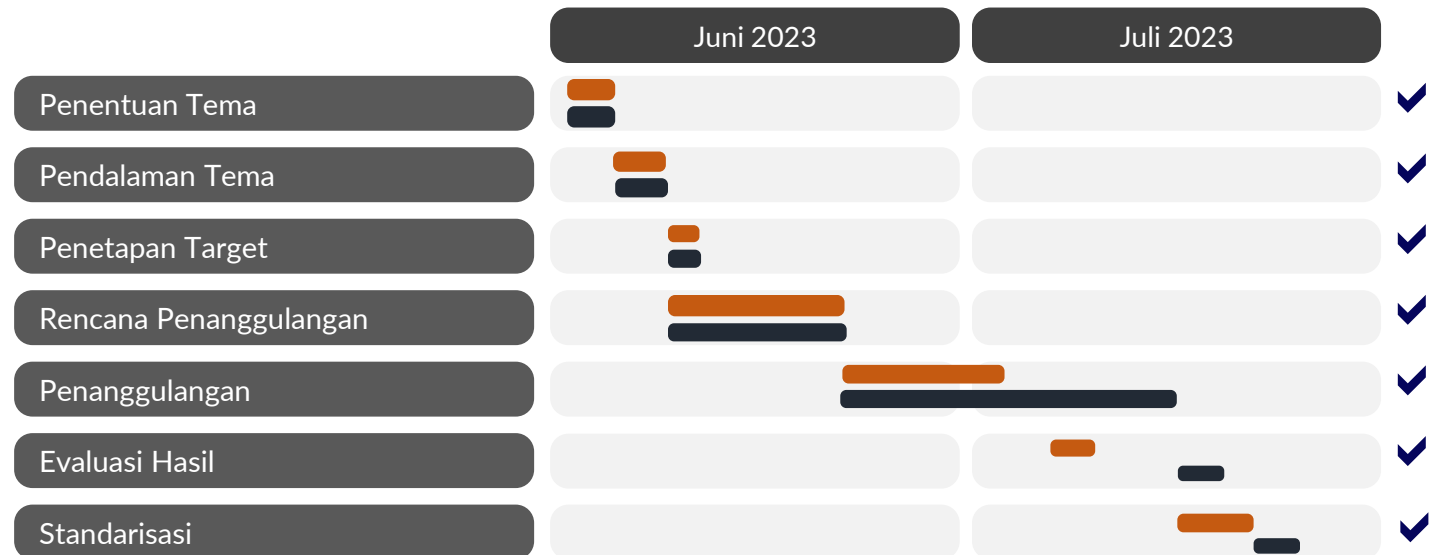 Juni 2023
Juli 2023
Penentuan Tema
Pendalaman Tema
Penetapan Target
Rencana Penanggulangan
Penanggulangan
Evaluasi Hasil
Standarisasi